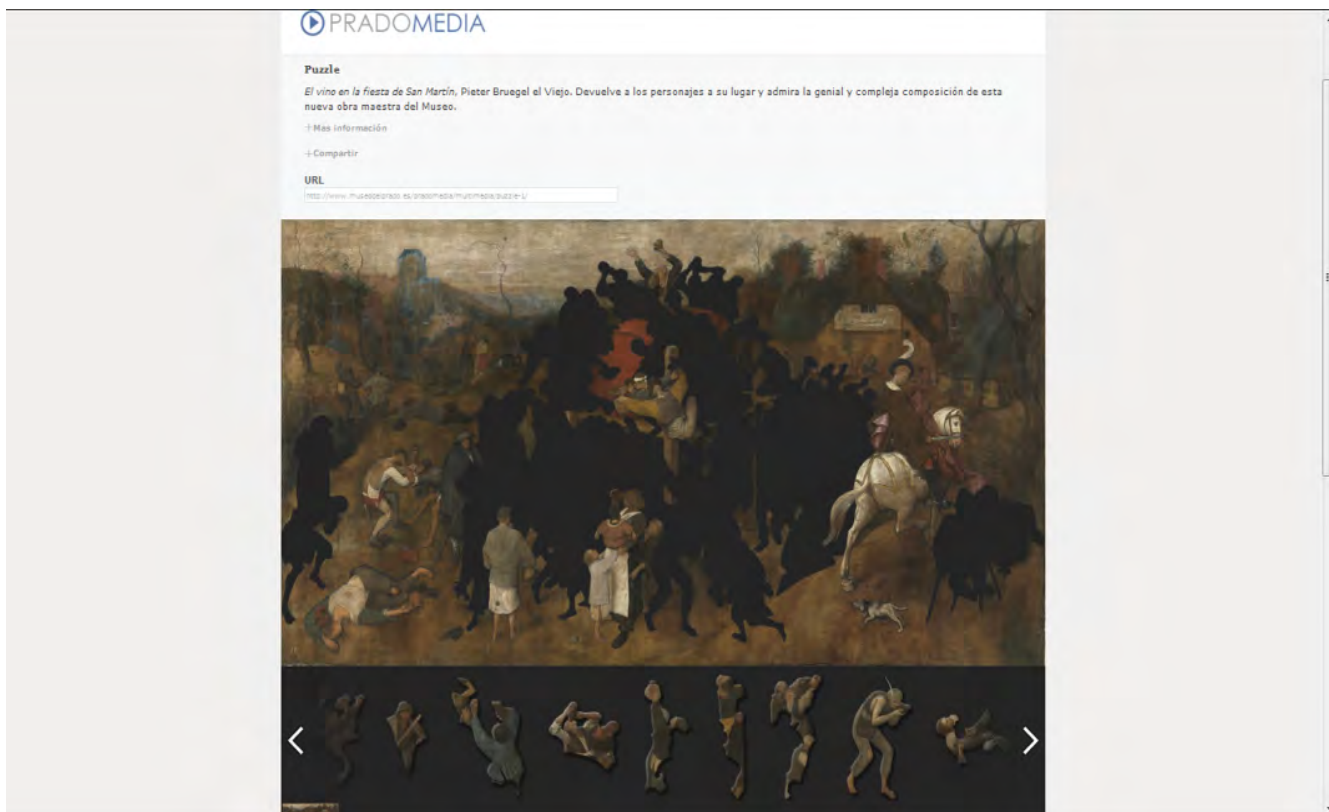 PRADOMEDIA
Puzzle
El vino en la fiesta de San Martín, Pieter Bruegel el Viejo. Devuelve a los personajes a su lugar y admira la genial y compleja composición de esta
nueva obra maestra del Museo.
+Mas información
+Compartir
URL
http://www.museodelprado.es/pradomedia/multimedia/puzzle-1/